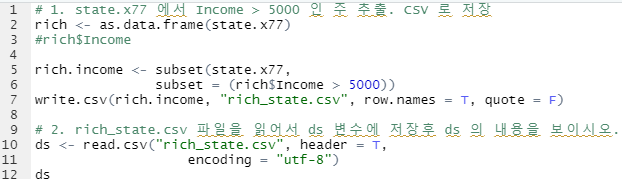 1 # 1. state.x77 에서 Income > 5000 인 주 추출. CSV 로 저장
2 rich <- as.data.frame(state.x77)
3 #rich$Income
4
5 rich.income <- subset(state.x77,
6 subset = (rich$Income > 5000))
7 write.csv(rich.income, "rich_state.csv", row.names = T, quote = F)
8
9 # 2. rich_state.csv 파일을 읽어서 ds 변수에 저장후 ds 의 내용을 보이시오.
10 ds <- read.csv("rich_state.csv", header = T,
11 encoding = "utf-8")
12 ds